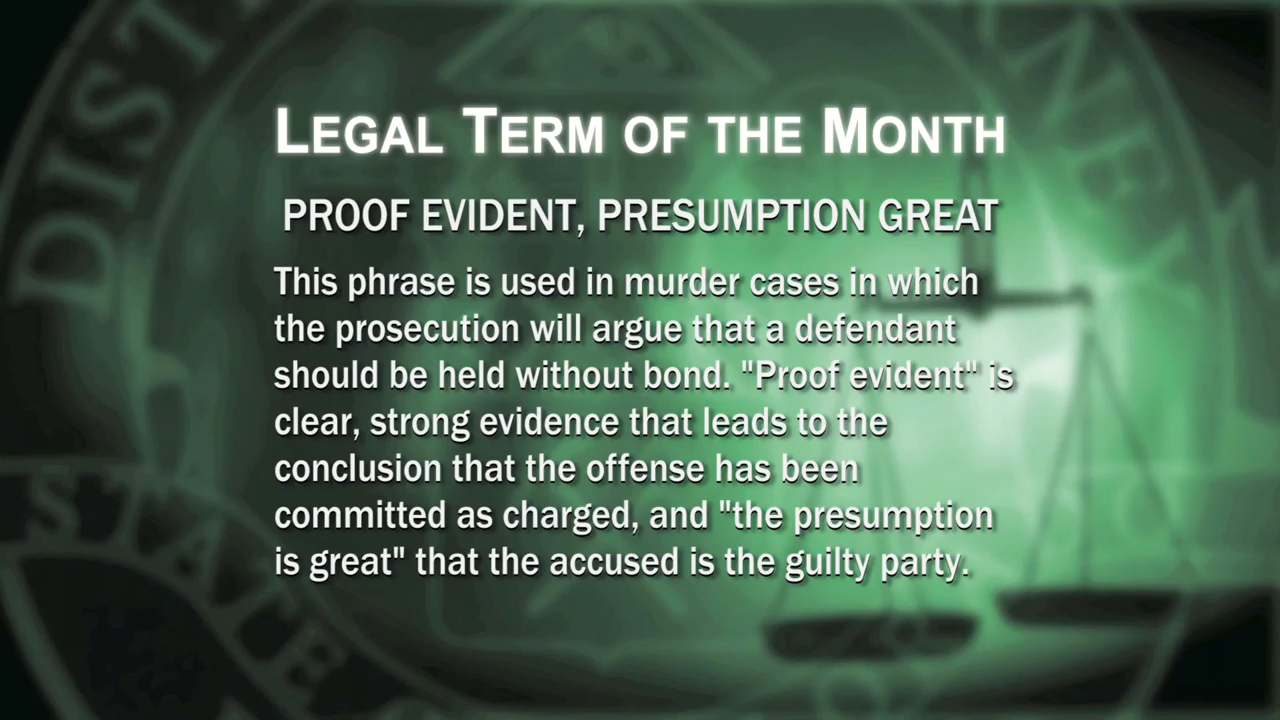 LEGAL TERM OF THE MONTH
PROOF EVIDENT, PRESUMPTION GREAT
This phrase is used in murder cases in which
the prosecution will argue that a defendant
should be held without bond. "Proof evident" is
clear, strong evidence that leads to the
conclusion that the offense has been
committed as charged, and "the presumption
is great" that the accused is the guilty party.
DIST
NEY
STATE